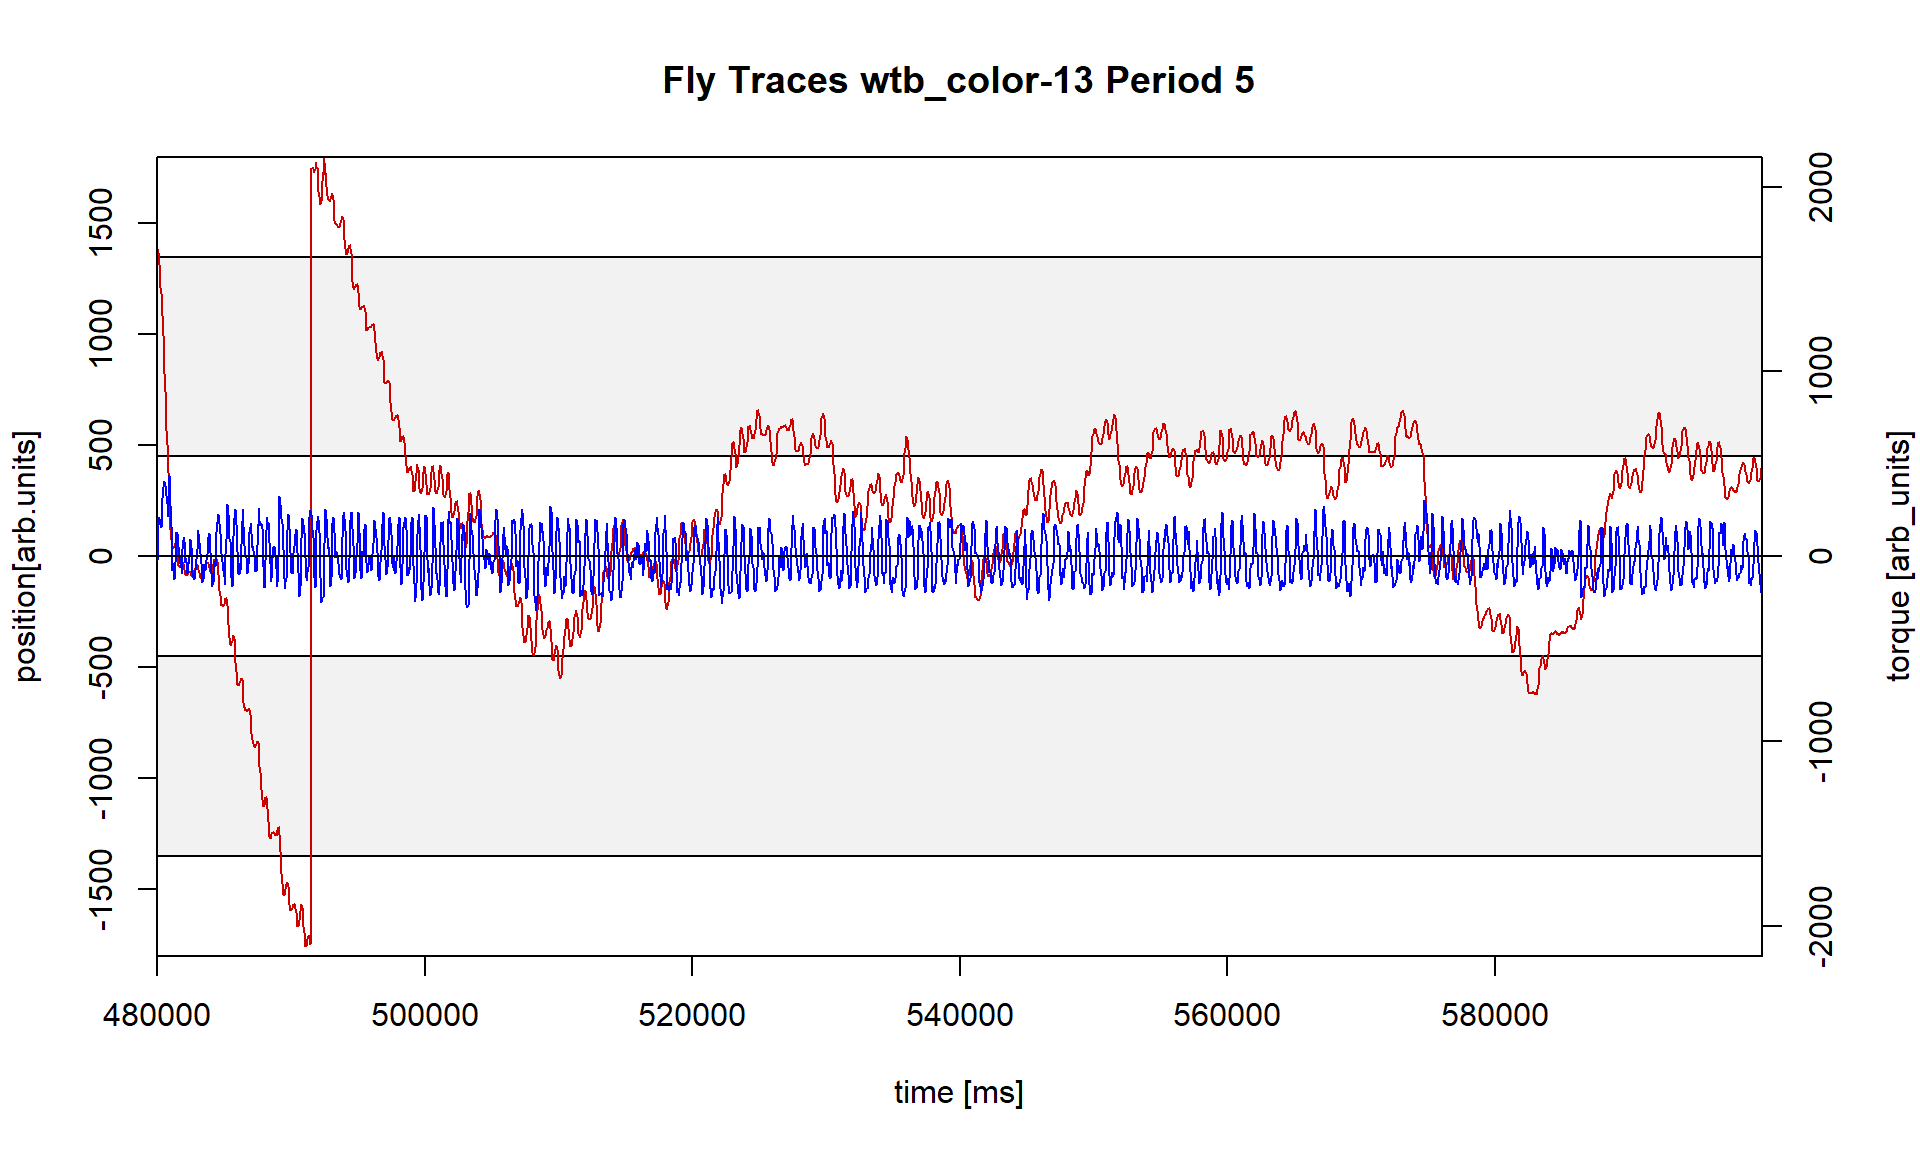 Fly Traces wtb_color-13 Period 5
position[arb.units]
1500
1000
500
0
-500
-1000
-1500
2000
1000
0
-1000
-2000
torque [arb_units]
480000 500000 520000 540000 560000 580000
time [ms]